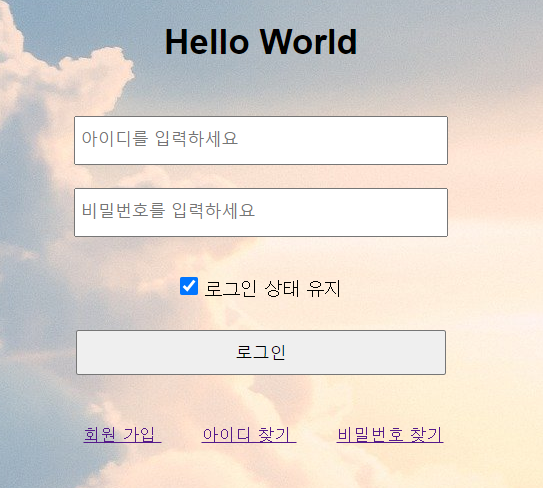 Hello World
아이디를 입력하세요
비밀번호를 입력하세요
로그인 상태 유지
로그인
회원 가입 아이디 찾기 비밀번호 찾기